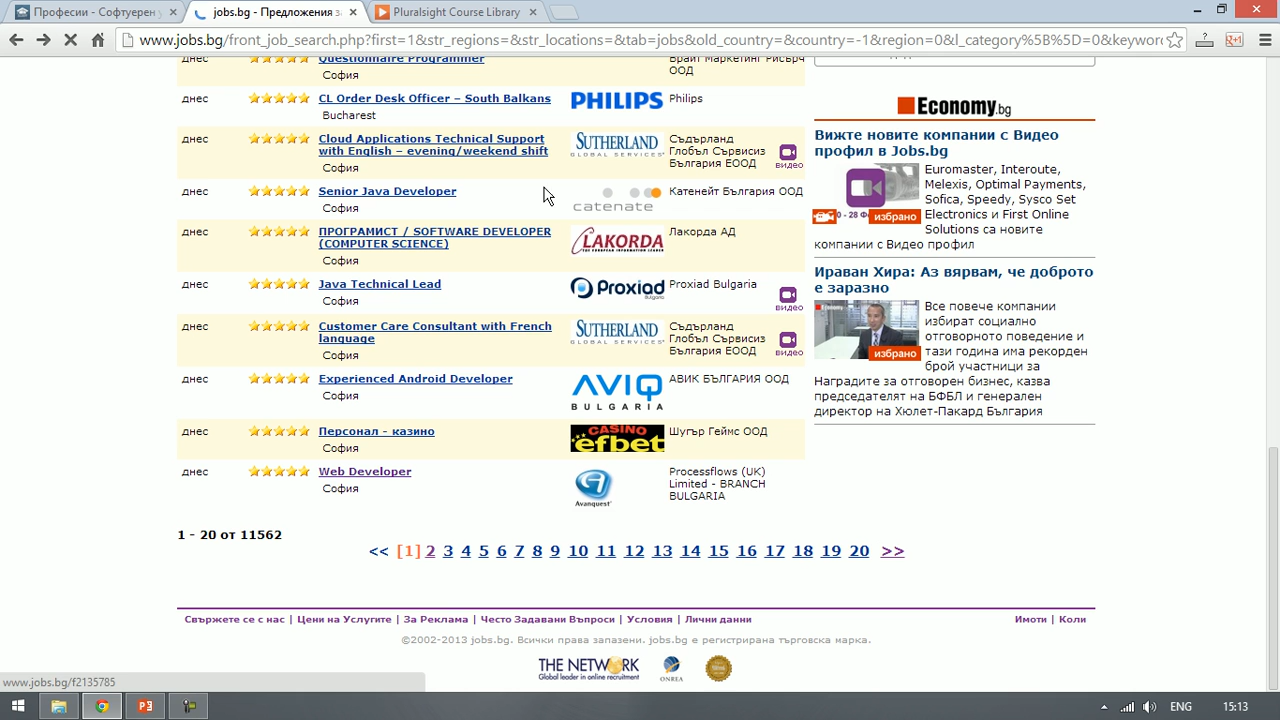 Професии - Софтуерен у
jobs.bg - Предложения за
Pluralsight Course Library
www.jobs.bg/front_job_search.php?first=1&str_regions=&str_locations=&tab=jobs&old_country=&country=-1&region=0&l_category%5B%5D=0&keyword
Questionnaire Programmer
Брайт Маркетинг Рисърч
ООД
София
днес
CL Order Desk Officer – South Balkans
PHILIPS
Philips
Bucharest
днес
Cloud Applications Technical Support
with English – evening/weekend shift
SUTHERLAND
GLOBAL SERVICES
Съдърланд
Глобъл Сървисиз
България ЕООД
видео
София
днес
Senior Java Developer
catenate
Катенейт България ООД
София
днес
ПРОГРАМИСТ / SOFTWARE DEVELOPER
(COMPUTER SCIENCE)
LAKORDA
Лакорда АД
София
днес
Java Technical Lead
Proxiad
Bulgaria
Proxiad Bulgaria
видео
София
днес
Customer Care Consultant with French
language
SUTHERLAND
GLOBAL SERVICES
Съдърланд
Глобъл Сървисиз
България ЕООД
видео
София
днес
Experienced Android Developer
AVIQ
BULGARIA
АВИК БЪЛГАРИЯ ООД
София
днес
Персонал - казино
CASINO
efbet
Шугър Геймс ООД
София
днес
Web Developer
Avanquest
Processflows (UK)
Limited - BRANCH
BULGARIA
София
1 - 20 от 11562
<< [1] 2 3 4 5 6 7 8 9 10 11 12 13 14 15 16 17 18 19 20 >>
Economy.bg
Вижте новите компании с Видео
профил в Jobs.bg
избрано
Euromaster, Interoute,
Melexis, Optimal Payments,
Sofica, Speedy, Sysco Set
Electronics и First Online
Solutions са новите
компании с Видео профил
Ираван Хира: Аз вярвам, че доброто
е заразно
избрано
Все повече компании
избират социално
отговорното поведение и
тази година има рекорден
брой участници за
Наградите за отговорен бизнес, казва
председателят на БФБЛ и генерален
директор на Хюлет-Пакард България
Свържете се с нас | Цени на Услугите | За Реклама | Често Задавани Въпроси | Условия | Лични данни
Имоти | Коли
©2002-2013 jobs.bg. Всички права запазени. jobs.bg е регистрирана търговска марка.
THE NETWORK
Global leader in online recruitment
ONREA
www.jobs.bg/f2135785
ENG
15:13